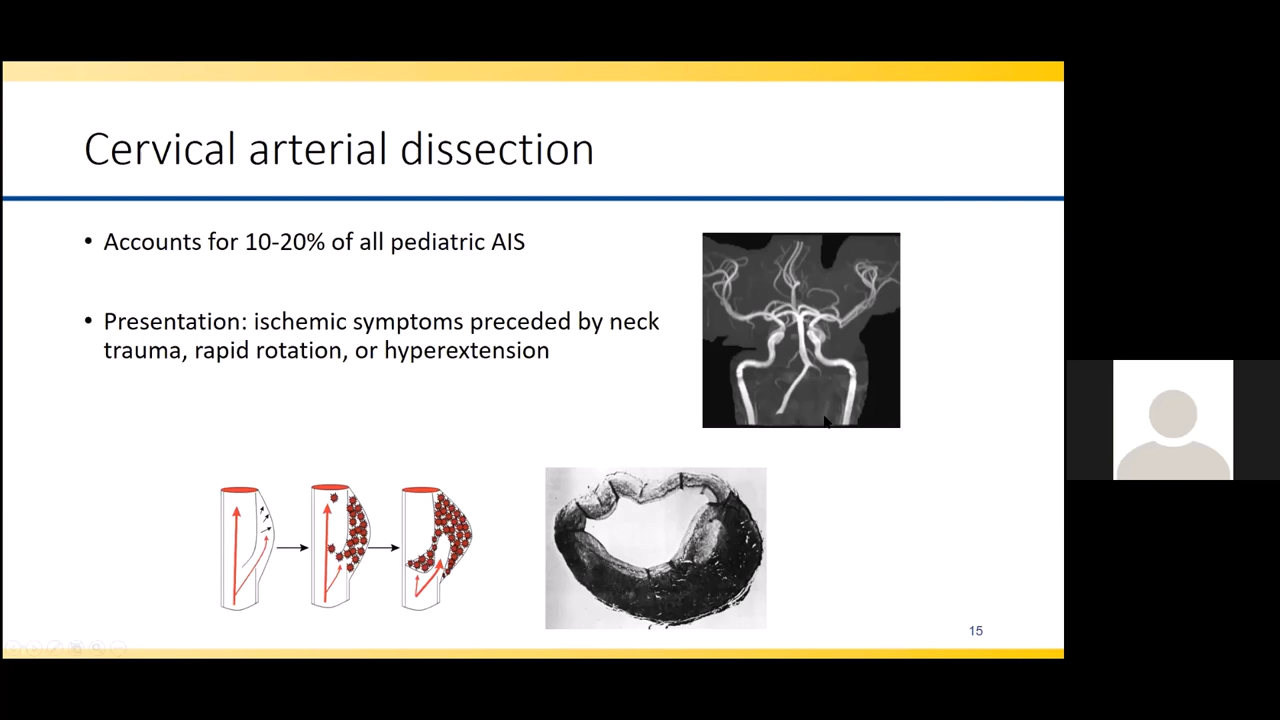 Cervical arterial dissection
• Accounts for 10-20% of all pediatric AIS
• Presentation: ischemic symptoms preceded by neck
trauma, rapid rotation, or hyperextension
15